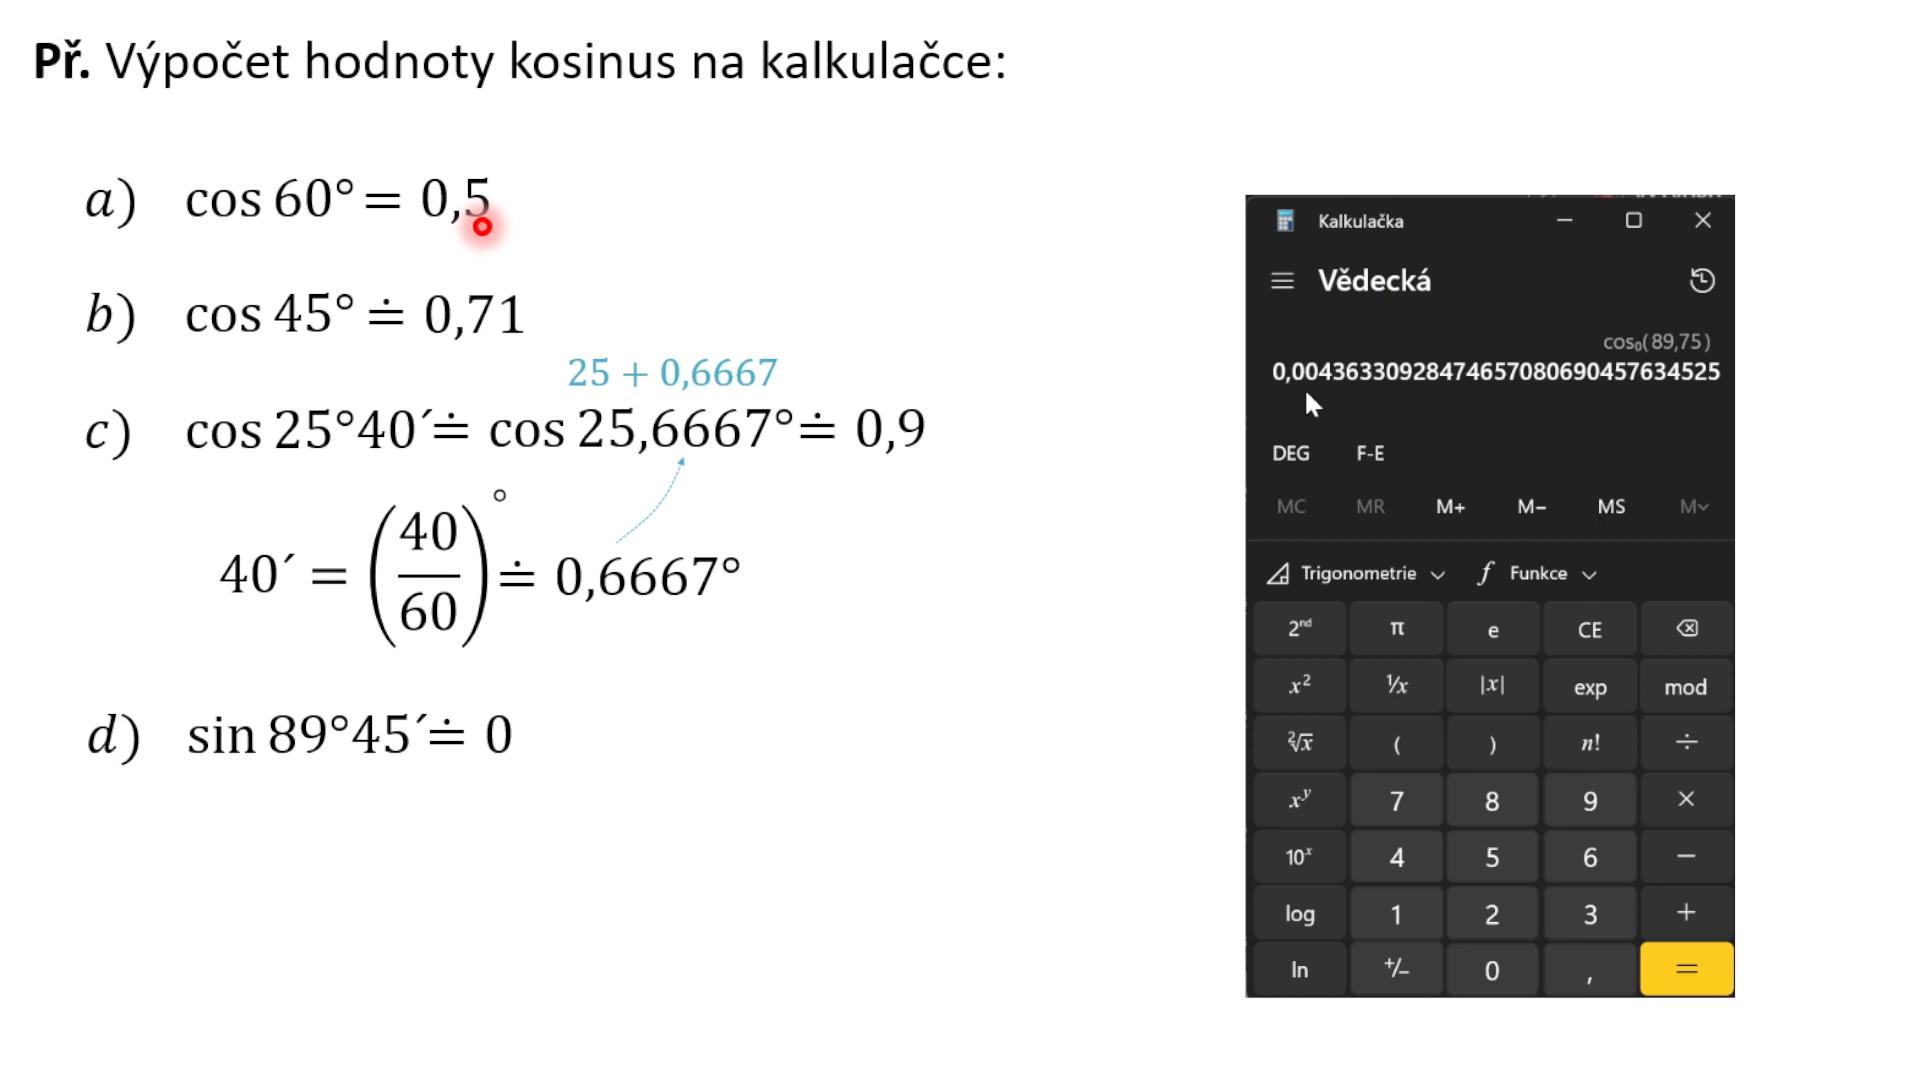 Př. Výpočet hodnoty kosinus na kalkulačce:
a) cos 60° = 0,5
b) cos 45° ≐ 0,71
25 + 0,6667
c) cos 25°40´ ≐ cos 25,6667° ≐ 0,9
40´ = (40/60)° ≐ 0,6667°
d) sin 89°45´ ≐ 0
Kalkulačka
Vědecká
cos₀( 89,75 )
0,00436330928474657080690457634525
DEG F-E
MC MR M+ M− MS M˅
Trigonometrie f Funkce
2ⁿᵈ π e CE
x² ⅟x |x| exp mod
²√x ( ) n! ÷
xʸ 7 8 9 ×
10ˣ 4 5 6 −
log 1 2 3 +
ln +/− 0 , =